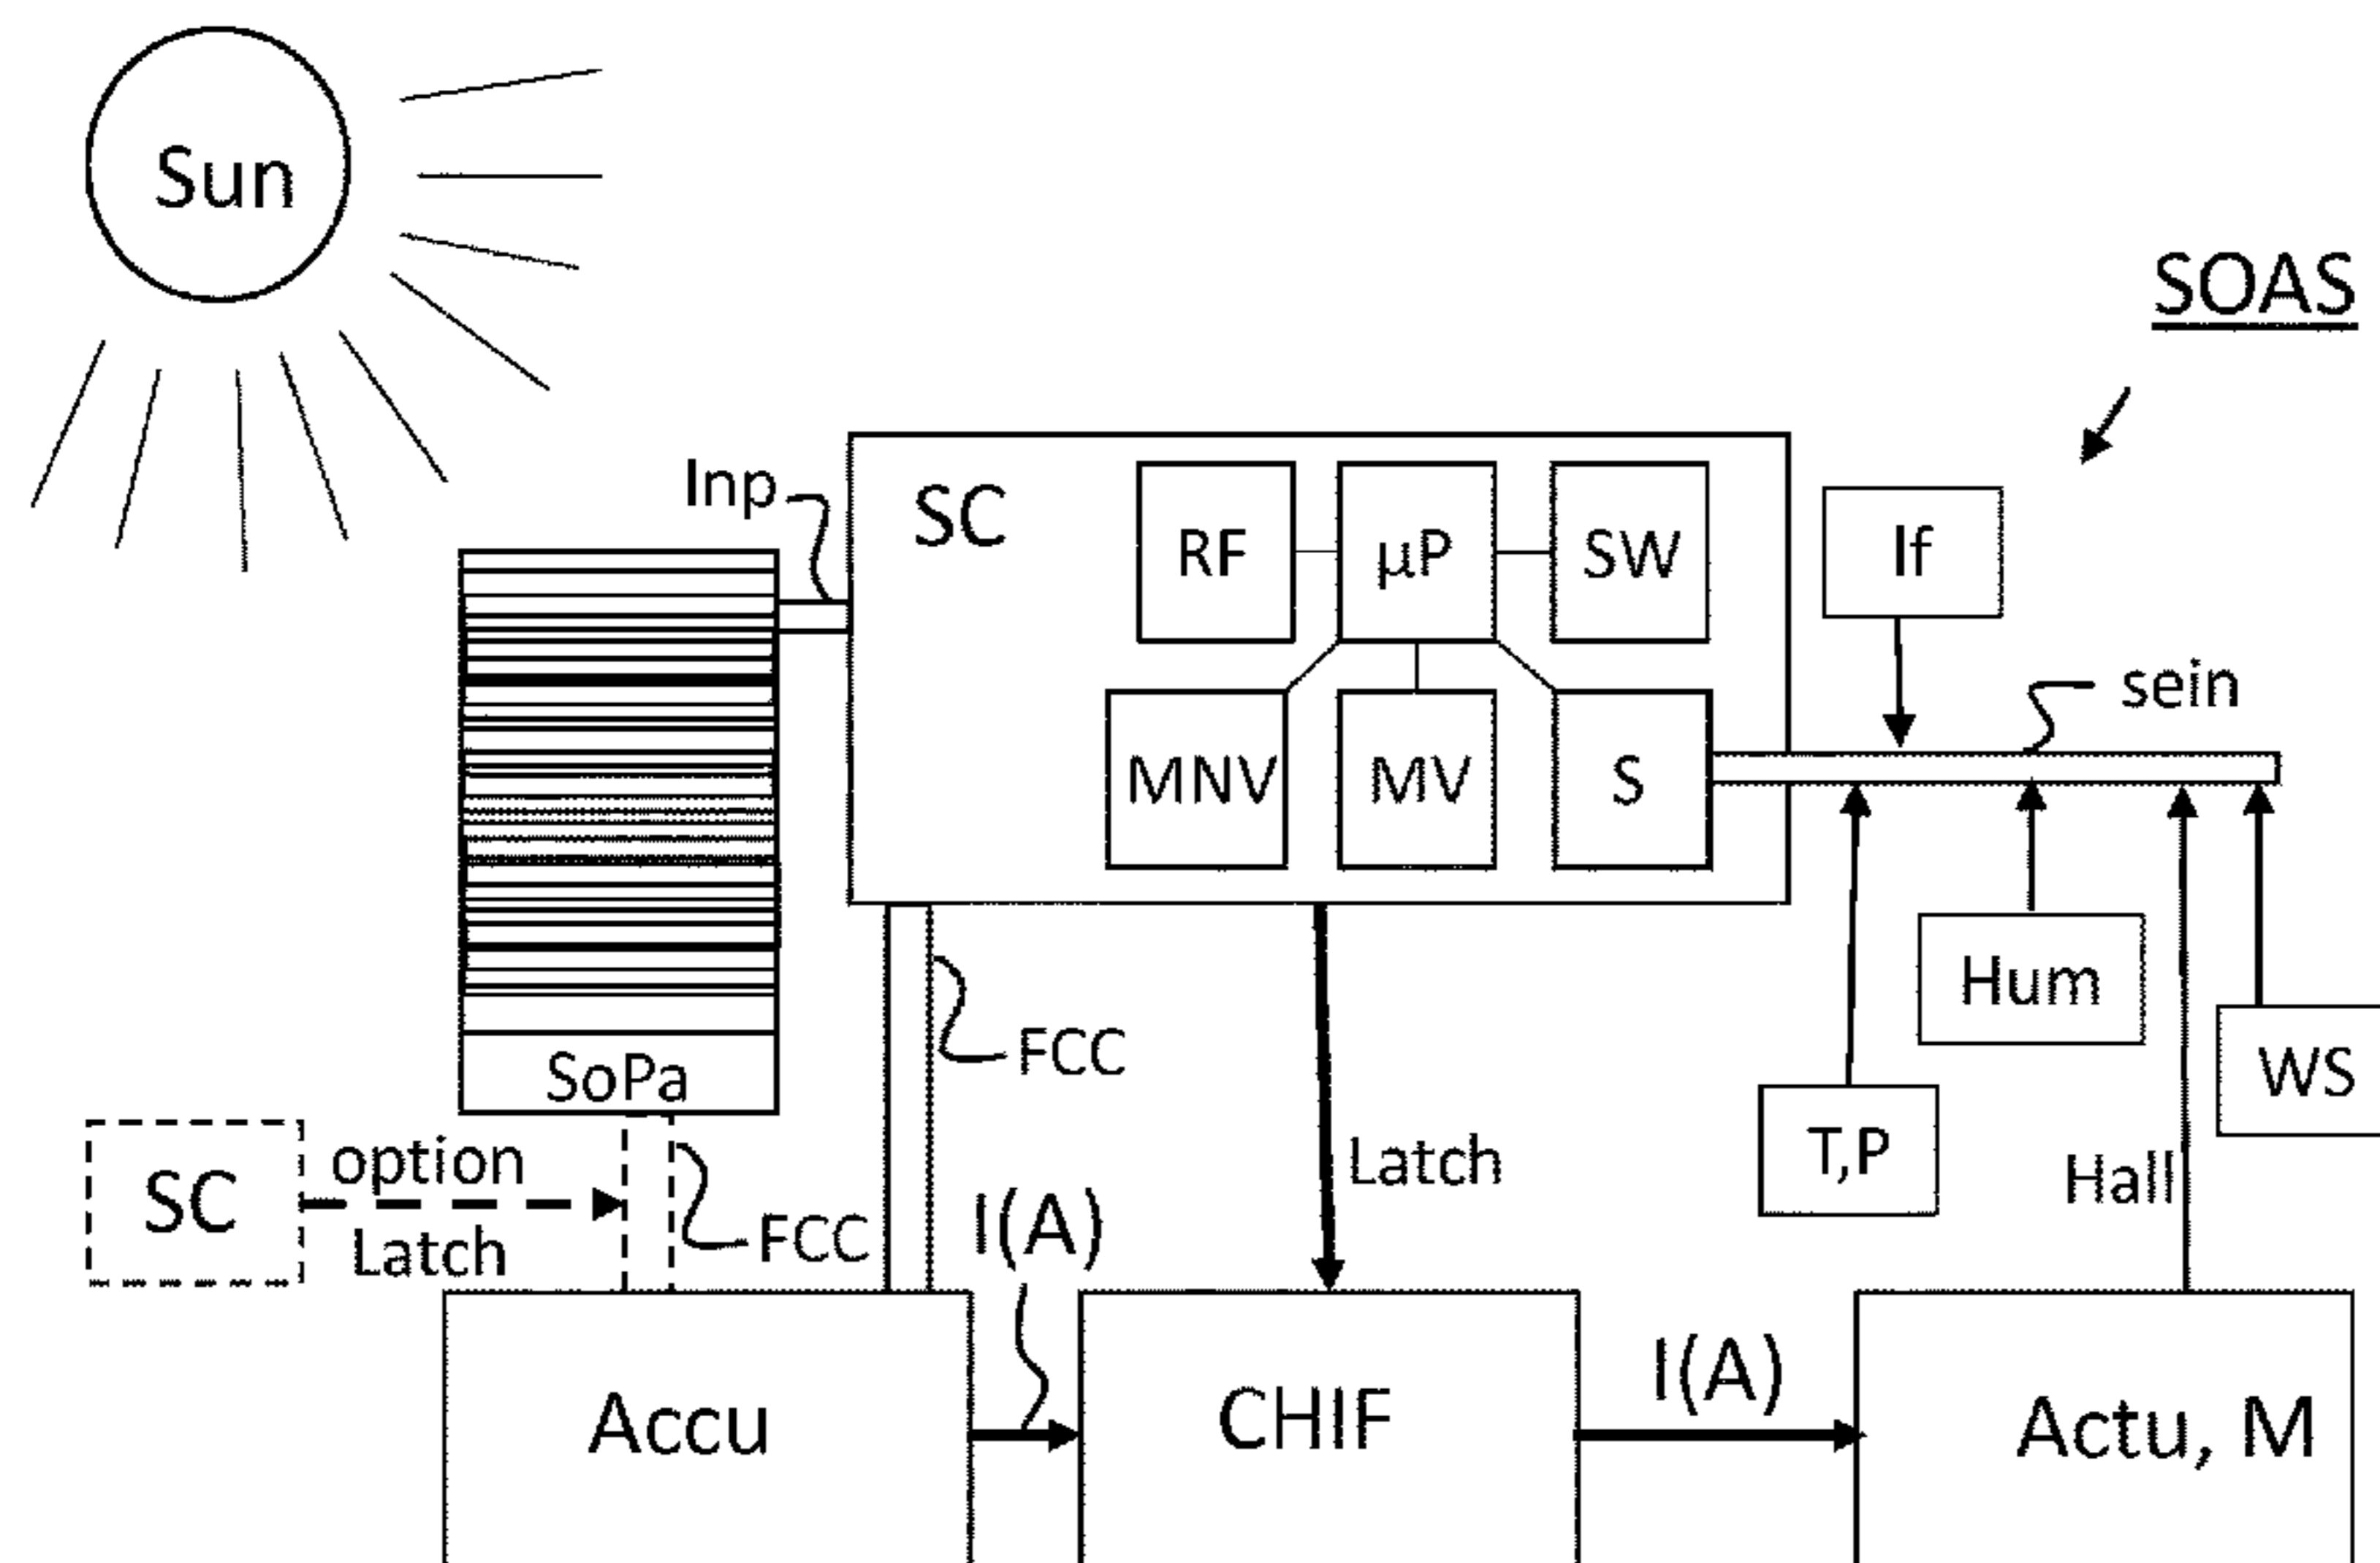 Sun
SOAS
Inp
SC
RF
µP
SW
If
sein
MNV
MV
S
Hum
FCC
WS
SoPa
T,P
Hall
Latch
SC
option
Latch
FCC
I(A)
I(A)
Accu
CHIF
Actu, M